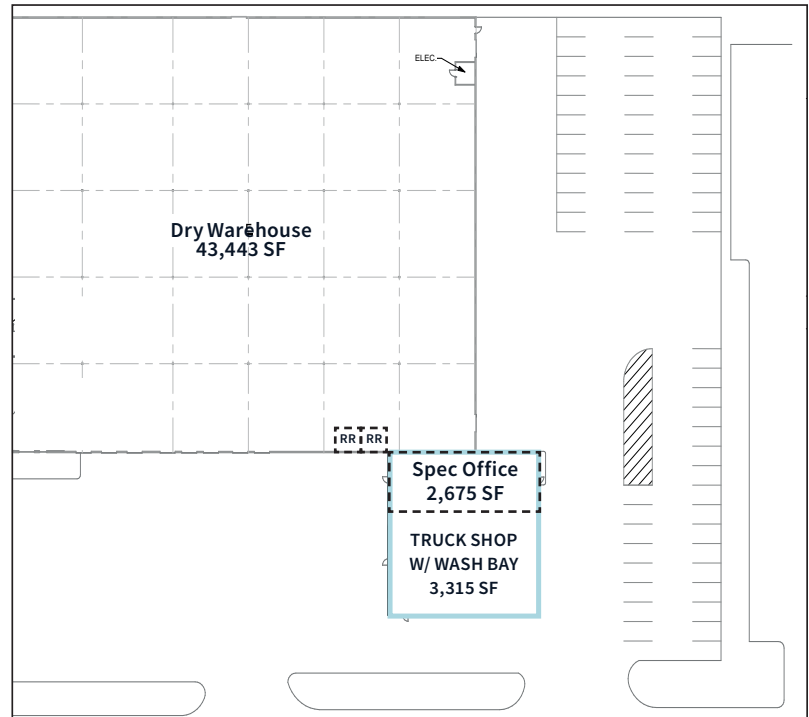 ELEC.
Dry Warehouse
E
43,443 SF
RR RR
Spec Office
2,675 SF
TRUCK SHOP
W/ WASH BAY
3,315 SF